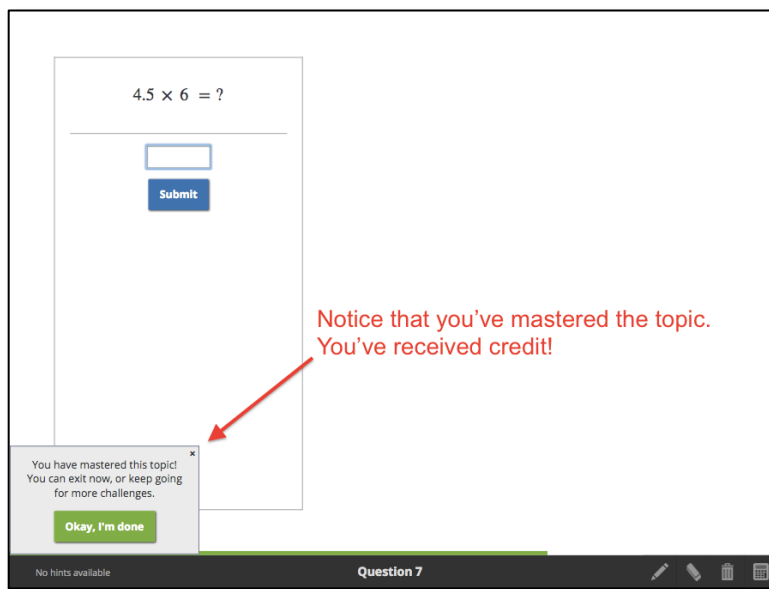 4.5 × 6 = ?
Submit
Notice that you've mastered the topic.
You've received credit!
×
You have mastered this topic!
You can exit now, or keep going
for more challenges.
Okay, I'm done
No hints available
Question 7